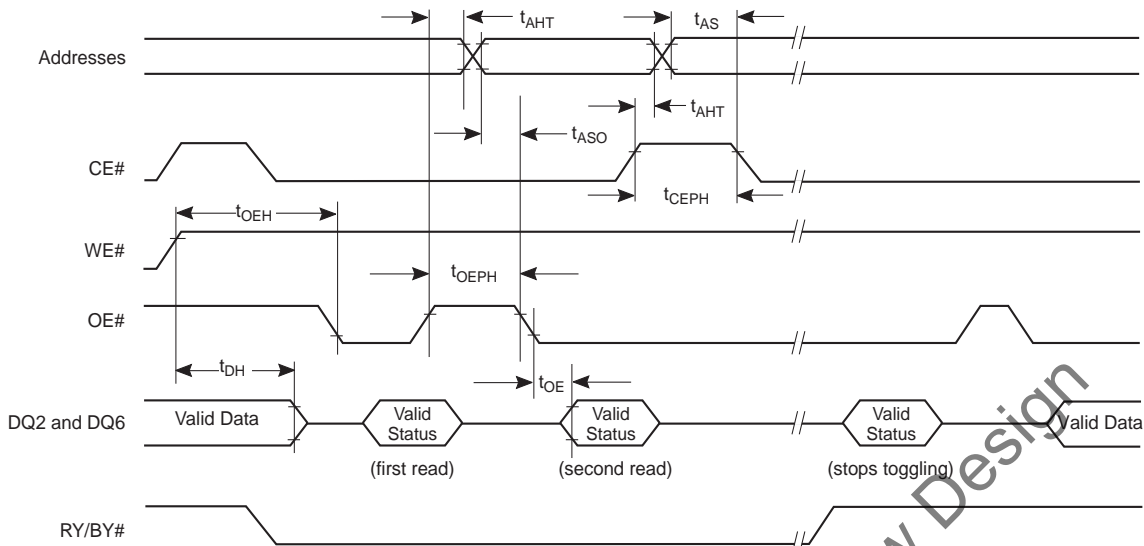 tAHT
tAS
Addresses
tAHT
tASO
CE#
tCEPH
tOEH
WE#
tOEPH
OE#
tDH
tOE
DQ2 and DQ6
Valid Data
Valid Status
Valid Status
Valid Status
Valid Data
(first read)
(second read)
(stops toggling)
RY/BY#
w Design